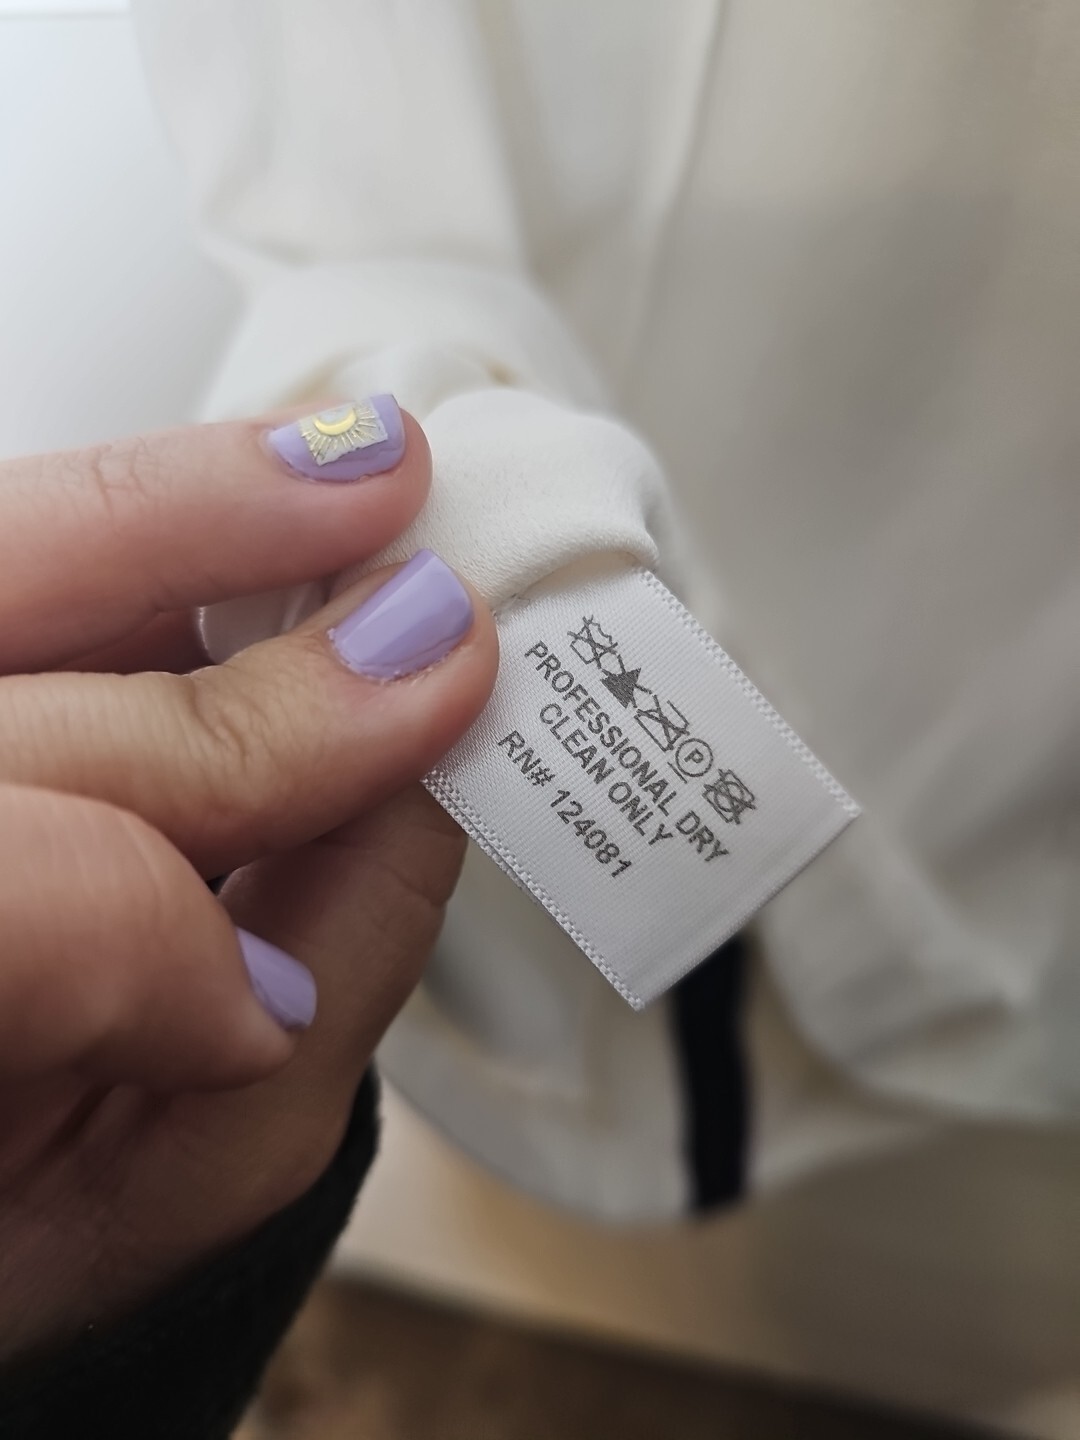 P
PROFESSIONAL DRY
CLEAN ONLY
RN# 124081